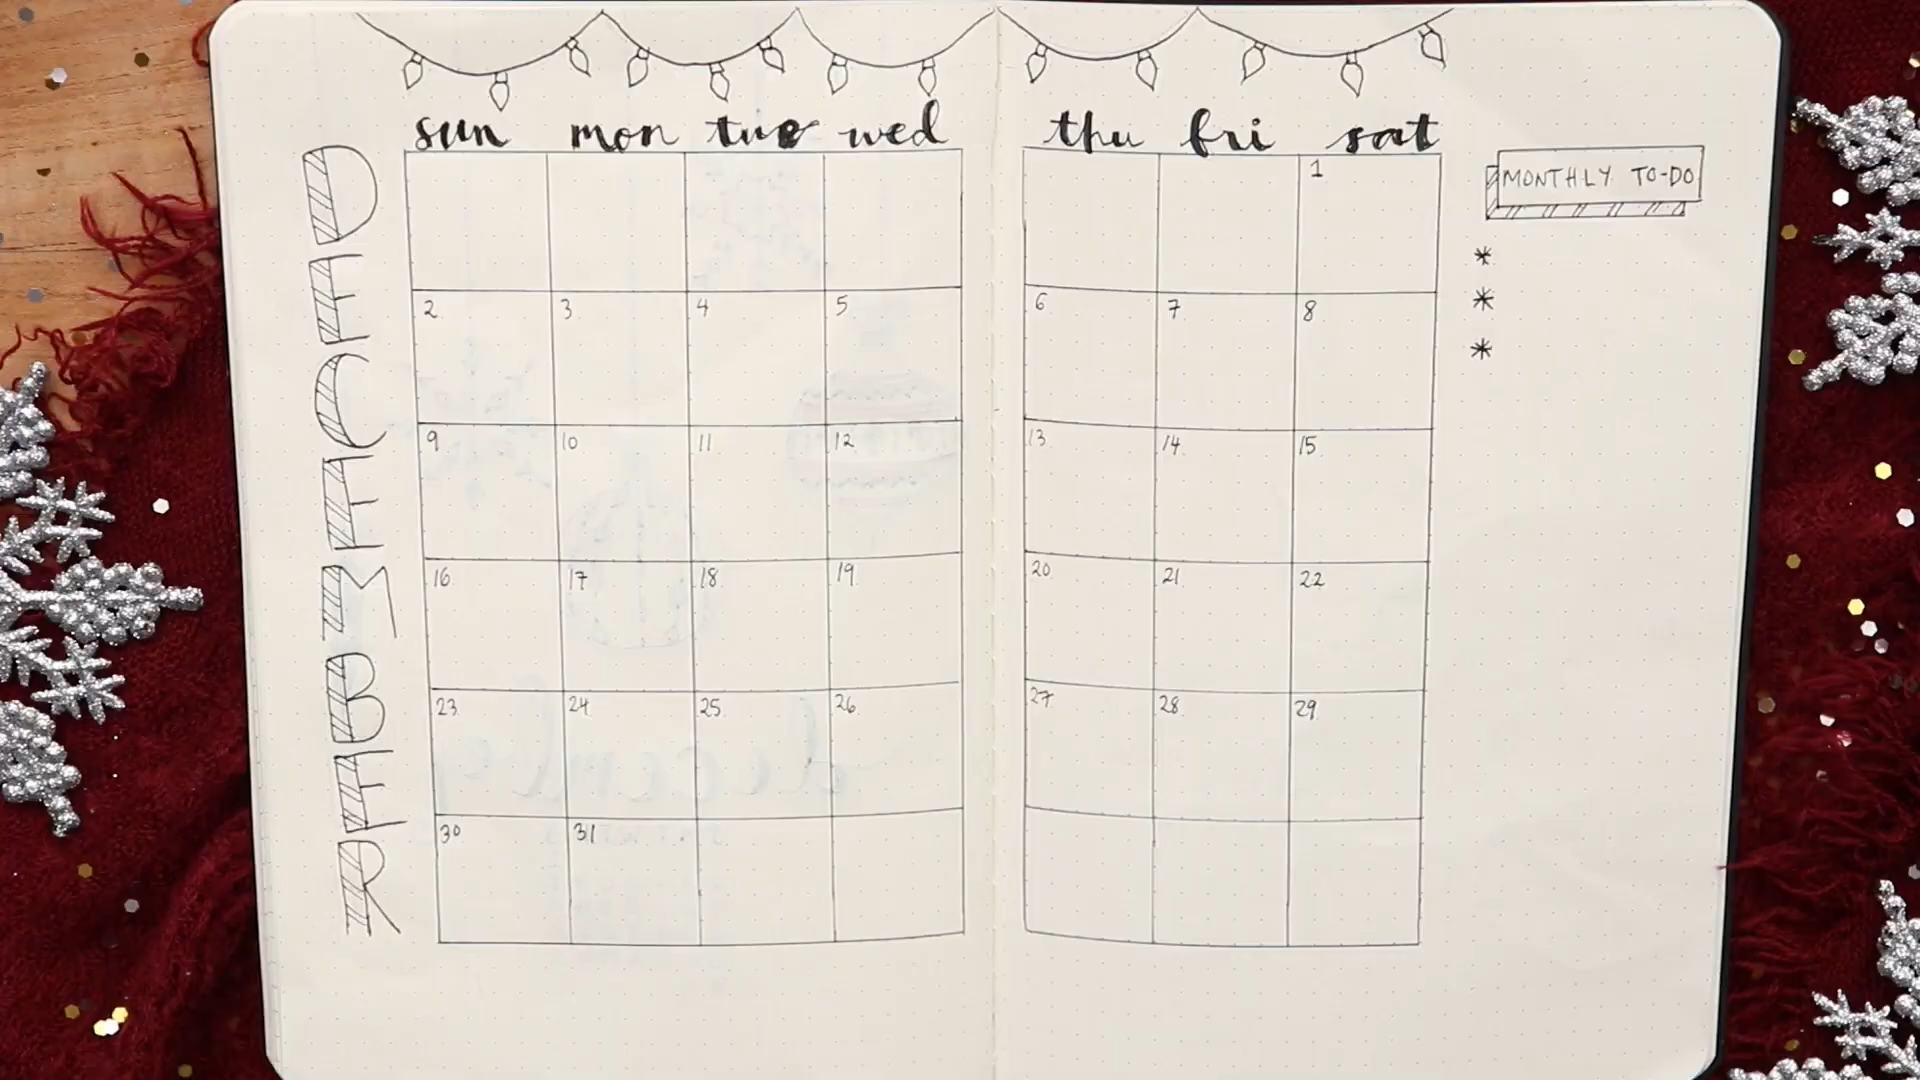 sun mon tue wed thu fri sat
DECEMBER
MONTHLY TO-DO
1
2 3 4 5 6 7 8
9 10 11 12 13 14 15
16 17 18 19 20 21 22
23 24 25 26 27 28 29
30 31
*
*
*
december